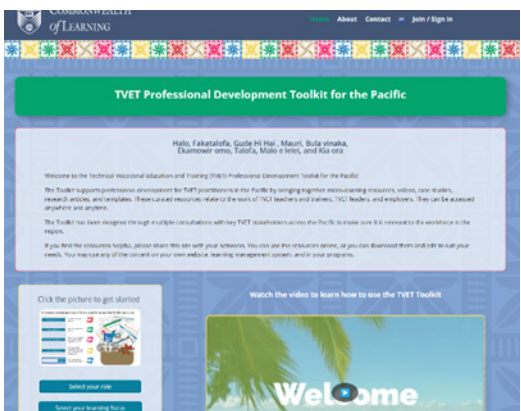 COMMONWEALTH
of LEARNING
Home About Contact Join / Sign In
TVET Professional Development Toolkit for the Pacific
Halo, Fakatalofa, Gude Hi Hai, Mauri, Bula vinaka,
Ekamowir omo, Talofa, Malo e lelei, and Kia ora
Welcome to the Technical Vocational Education and Training (TVET) Professional Development Toolkit for the Pacific!
The Toolkit supports professional development for TVET practitioners in the Pacific by bringing together micro-learning resources, videos, case studies,
research articles, and templates. These curated resources relate to the work of TVET teachers and trainers, TVET leaders, and employers. They can be accessed
anywhere and anytime.
The Toolkit has been designed through multiple consultations with key TVET stakeholders across the Pacific to make sure it is relevant to the workforce in the
region.
If you find the resources helpful, please share this site with your networks. You can use the resources online, or you can download them and edit to suit your
needs. You may use any of the content on your own website, learning management system, and in your programs.
Click the picture to get started
Watch the video to learn how to use the TVET Toolkit
Select your role
Select your learning focus
Welcome